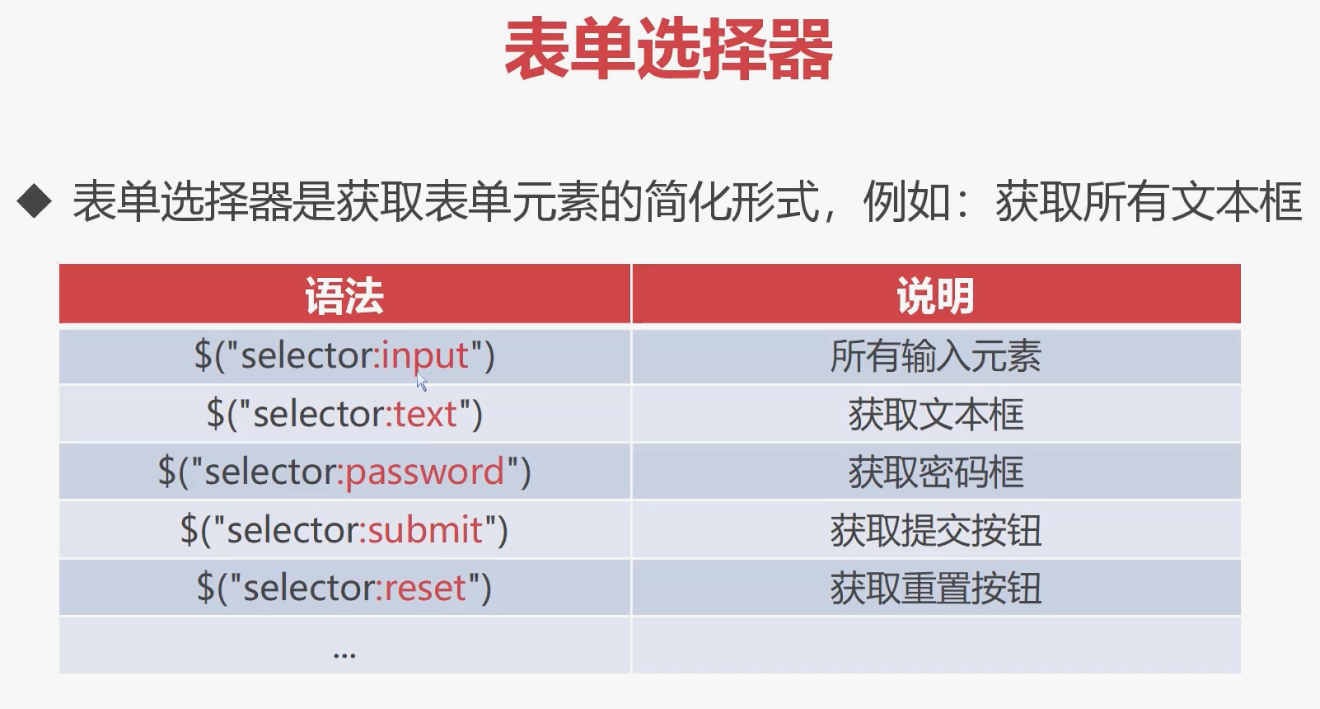 表单选择器
表单选择器是获取表单元素的简化形式，例如：获取所有文本框
语法 说明
$("selector:input") 所有输入元素
$("selector:text") 获取文本框
$("selector:password") 获取密码框
$("selector:submit") 获取提交按钮
$("selector:reset") 获取重置按钮
...